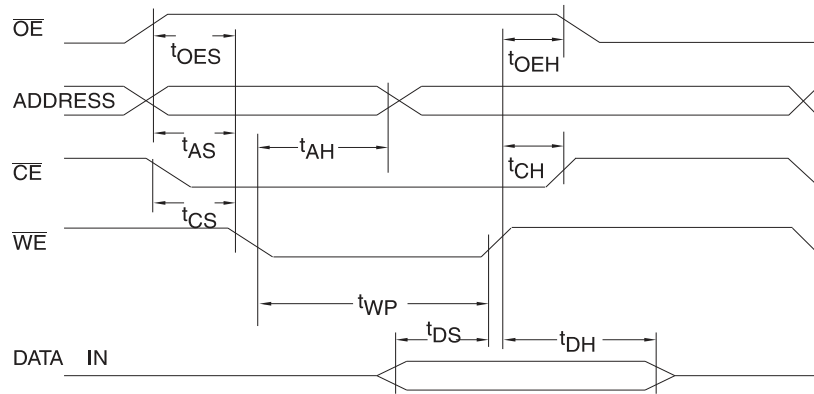 OE
tOES
tOEH
ADDRESS
tAS
tAH
tCH
CE
tCS
WE
tWP
tDS
tDH
DATA IN